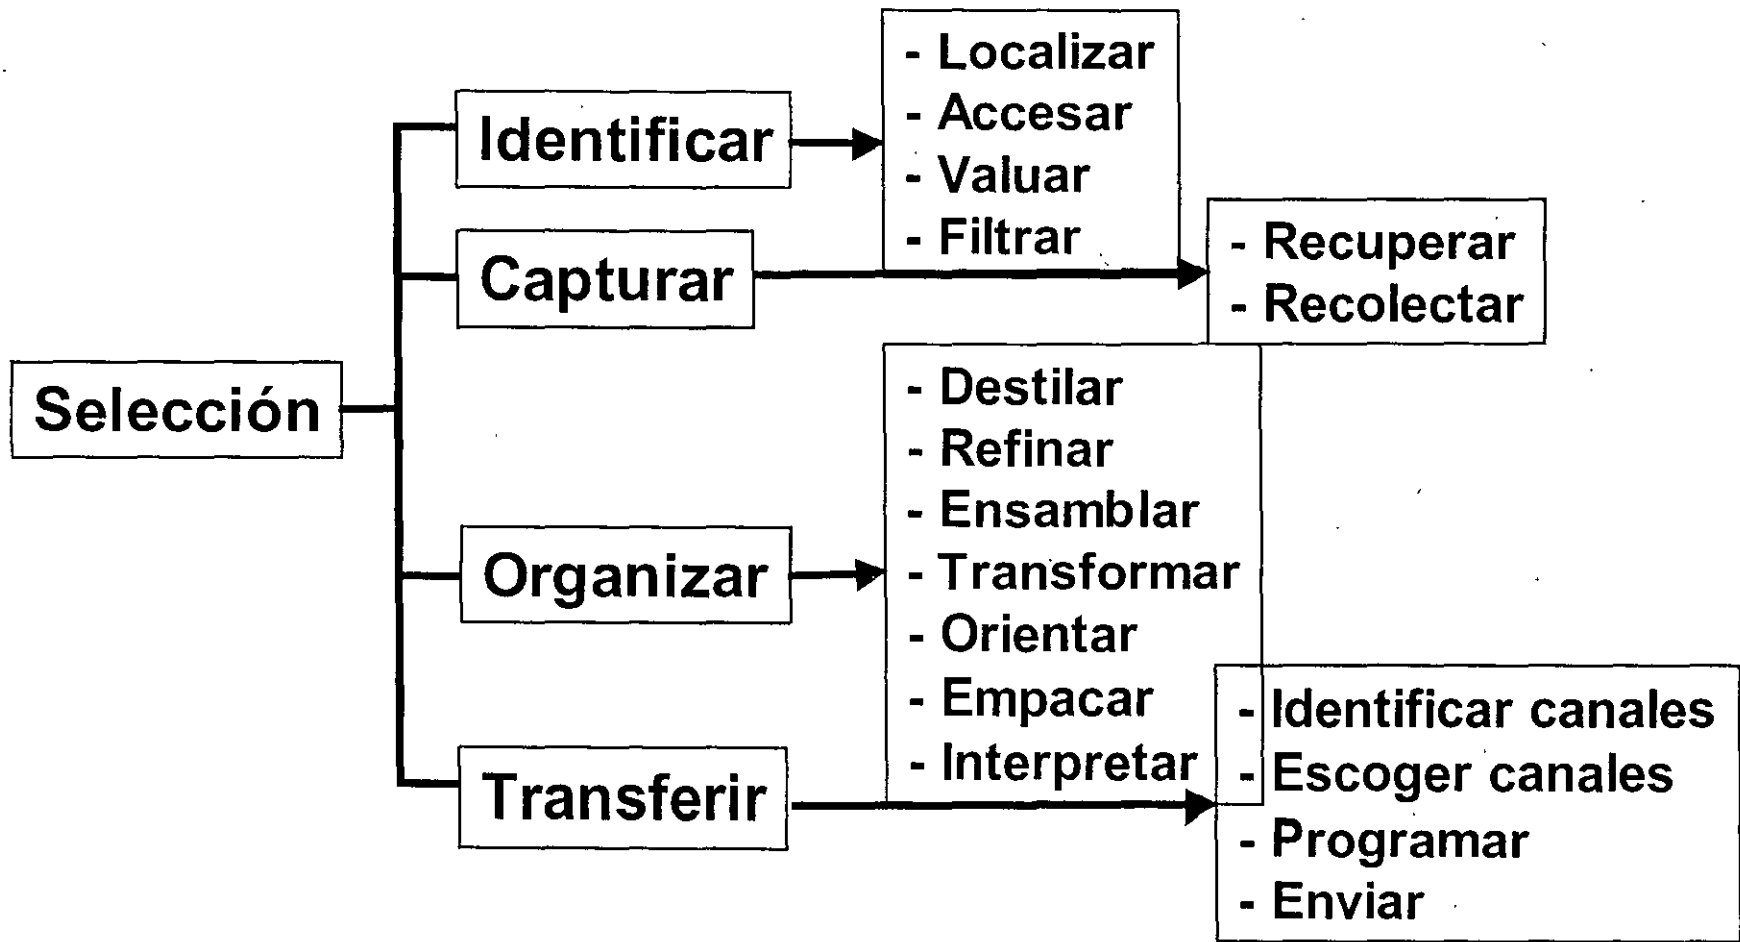 Selección
Identificar
- Localizar
- Accesar
- Valuar
- Filtrar
Capturar
- Recuperar
- Recolectar
Organizar
- Destilar
- Refinar
- Ensamblar
- Transformar
- Orientar
- Empacar
- Interpretar
Transferir
- Identificar canales
- Escoger canales
- Programar
- Enviar